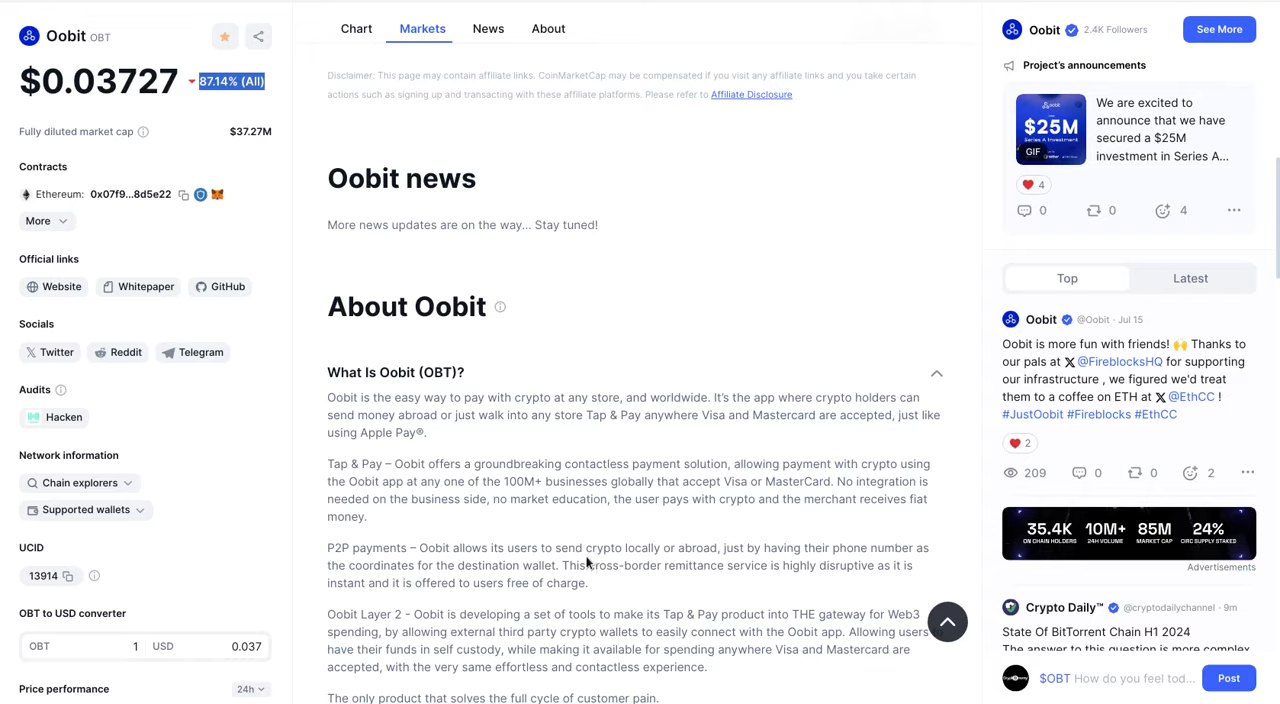 Oobit OBT
$0.03727 87.14% (All)
Fully diluted market cap $37.27M
Contracts
Ethereum: 0x07f9...8d5e22
More
Official links
Website Whitepaper GitHub
Socials
Twitter Reddit Telegram
Audits
Hacken
Network information
Chain explorers
Supported wallets
UCID
13914
OBT to USD converter
OBT 1 USD 0.037
Price performance 24h
Chart Markets News About
Disclaimer: This page may contain affiliate links. CoinMarketCap may be compensated if you visit any affiliate links and you take certain
actions such as signing up and transacting with these affiliate platforms. Please refer to Affiliate Disclosure
Oobit news
More news updates are on the way... Stay tuned!
About Oobit
What Is Oobit (OBT)?
Oobit is the easy way to pay with crypto at any store, and worldwide. It's the app where crypto holders can
send money abroad or just walk into any store Tap & Pay anywhere Visa and Mastercard are accepted, just like
using Apple Pay®.
Tap & Pay – Oobit offers a groundbreaking contactless payment solution, allowing payment with crypto using
the Oobit app at any one of the 100M+ businesses globally that accept Visa or MasterCard. No integration is
needed on the business side, no market education, the user pays with crypto and the merchant receives fiat
money.
P2P payments – Oobit allows its users to send crypto locally or abroad, just by having their phone number as
the coordinates for the destination wallet. This cross-border remittance service is highly disruptive as it is
instant and it is offered to users free of charge.
Oobit Layer 2 - Oobit is developing a set of tools to make its Tap & Pay product into THE gateway for Web3
spending, by allowing external third party crypto wallets to easily connect with the Oobit app. Allowing users to
have their funds in self custody, while making it available for spending anywhere Visa and Mastercard are
accepted, with the very same effortless and contactless experience.
The only product that solves the full cycle of customer pain.
Oobit 2.4K Followers See More
Project's announcements
oobit
$25M
Series A Investment
GIF
We are excited to
announce that we have
secured a $25M
investment in Series A...
4
0 0 4
Top Latest
Oobit @Oobit · Jul 15
Oobit is more fun with friends! 🙌 Thanks to
our pals at 𝕏 @FireblocksHQ for supporting
our infrastructure , we figured we'd treat
them to a coffee on ETH at 𝕏 @EthCC !
#JustOobit #Fireblocks #EthCC
2
209 0 0 2
35.4K 10M+ 85M 24%
ON CHAIN HOLDERS 24H VOLUME MARKET CAP CIRC SUPPLY STAKED
Advertisements
Crypto Daily™ @cryptodailychannel · 9m
State Of BitTorrent Chain H1 2024
The answer to this question is more complex
$OBT How do you feel tod... Post